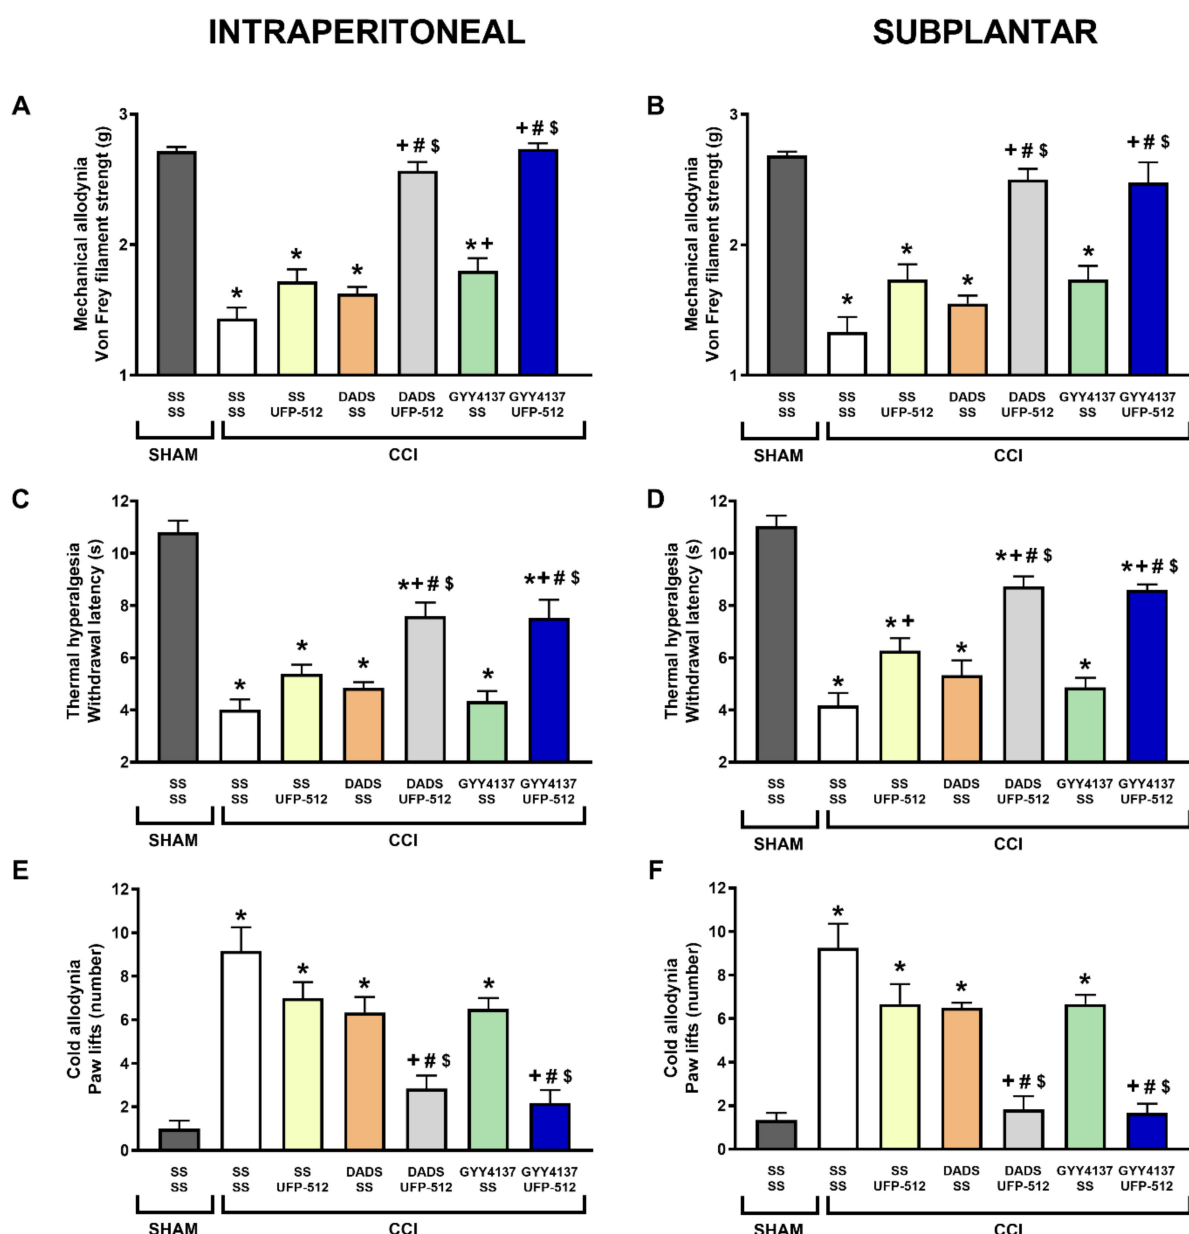 INTRAPERITONEAL
SUBPLANTAR
A
Mechanical allodynia
Von Frey filament strengt (g)
3
2
1
*
*
*
+ # $
* +
+ # $
SS SS SS DADS DADS GYY4137 GYY4137
SS SS UFP-512 SS UFP-512 SS UFP-512
SHAM
CCI
B
Mechanical allodynia
Von Frey filament strengt (g)
3
2
1
*
*
*
+ # $
*
+ # $
SS SS SS DADS DADS GYY4137 GYY4137
SS SS UFP-512 SS UFP-512 SS UFP-512
SHAM
CCI
C
Thermal hyperalgesia
Withdrawal latency (s)
12
10
8
6
4
2
*
*
*
*+ # $
*
*+ # $
SS SS SS DADS DADS GYY4137 GYY4137
SS SS UFP-512 SS UFP-512 SS UFP-512
SHAM
CCI
D
Thermal hyperalgesia
Withdrawal latency (s)
12
10
8
6
4
2
*
* +
*
*+ # $
*
*+ # $
SS SS SS DADS DADS GYY4137 GYY4137
SS SS UFP-512 SS UFP-512 SS UFP-512
SHAM
CCI
E
Cold allodynia
Paw lifts (number)
12
10
8
6
4
2
0
*
*
*
+ # $
*
+ # $
SS SS SS DADS DADS GYY4137 GYY4137
SS SS UFP-512 SS UFP-512 SS UFP-512
SHAM
CCI
F
Cold allodynia
Paw lifts (number)
12
10
8
6
4
2
0
*
*
*
+ # $
*
+ # $
SS SS SS DADS DADS GYY4137 GYY4137
SS SS UFP-512 SS UFP-512 SS UFP-512
SHAM
CCI